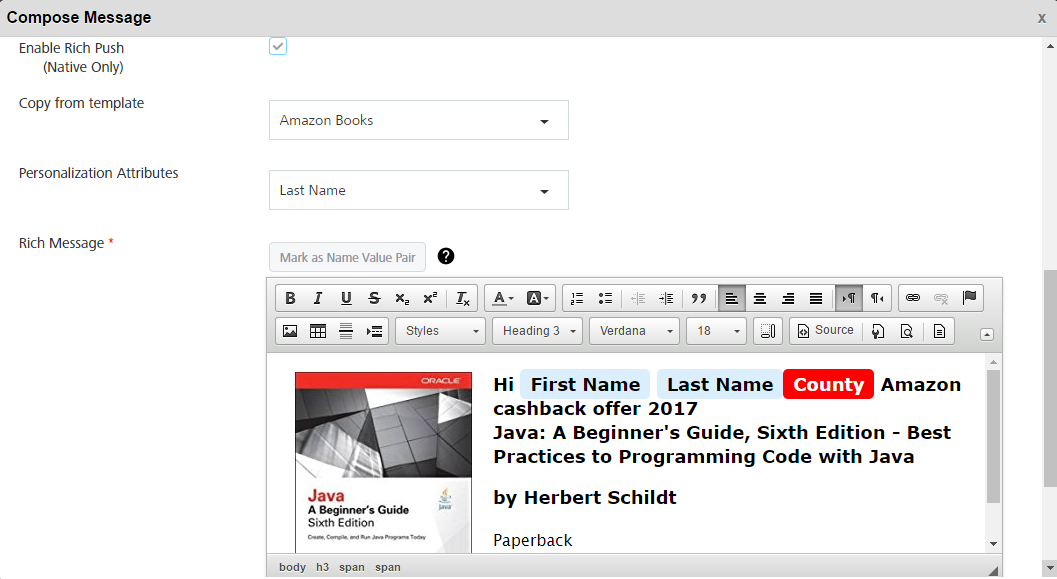 Compose Message x
Enable Rich Push
(Native Only)
Copy from template
Amazon Books
Personalization Attributes
Last Name
Rich Message *
Mark as Name Value Pair ?
B I U S x₂ x² Tx A A
Styles Heading 3 Verdana 18 Source
ORACLE
Java
A Beginner's Guide
Sixth Edition
Create, Compile, and Run Java Programs Today
Java
Hi First Name Last Name County Amazon
cashback offer 2017
Java: A Beginner's Guide, Sixth Edition - Best
Practices to Programming Code with Java
by Herbert Schildt
Paperback
body h3 span span